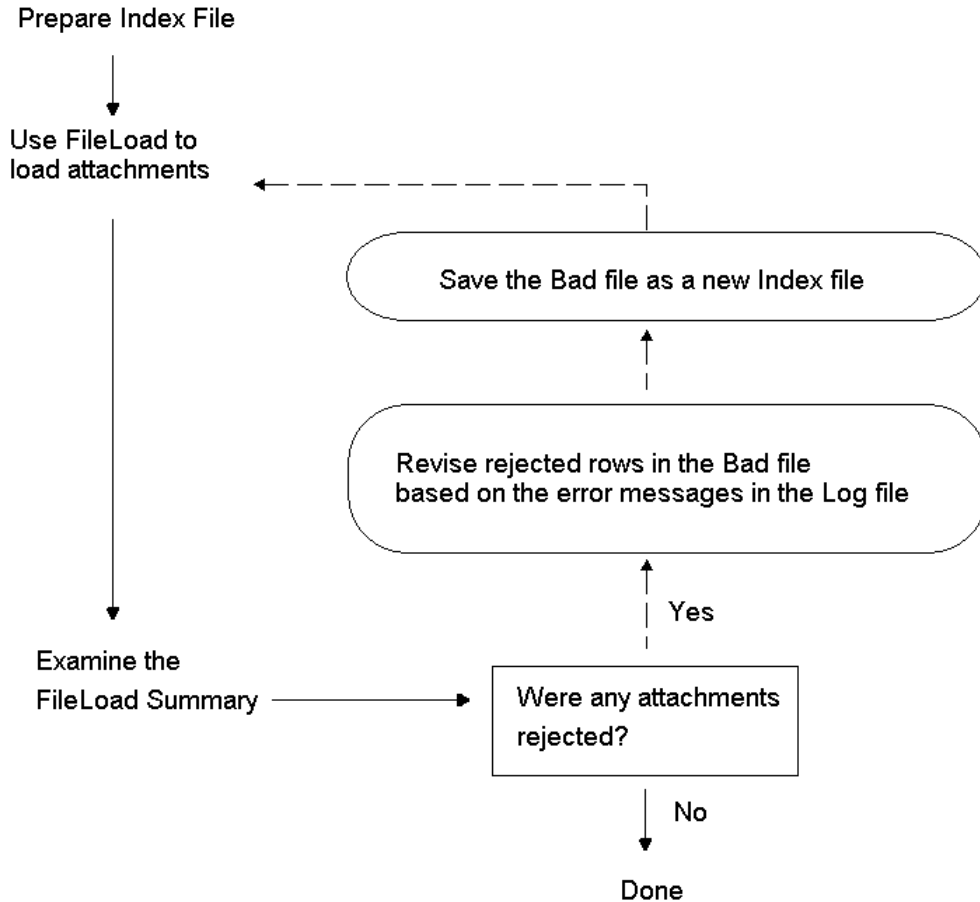 Prepare Index File
Use FileLoad to
load attachments
Save the Bad file as a new Index file
Revise rejected rows in the Bad file
based on the error messages in the Log file
Yes
Examine the
FileLoad Summary
Were any attachments
rejected?
No
Done